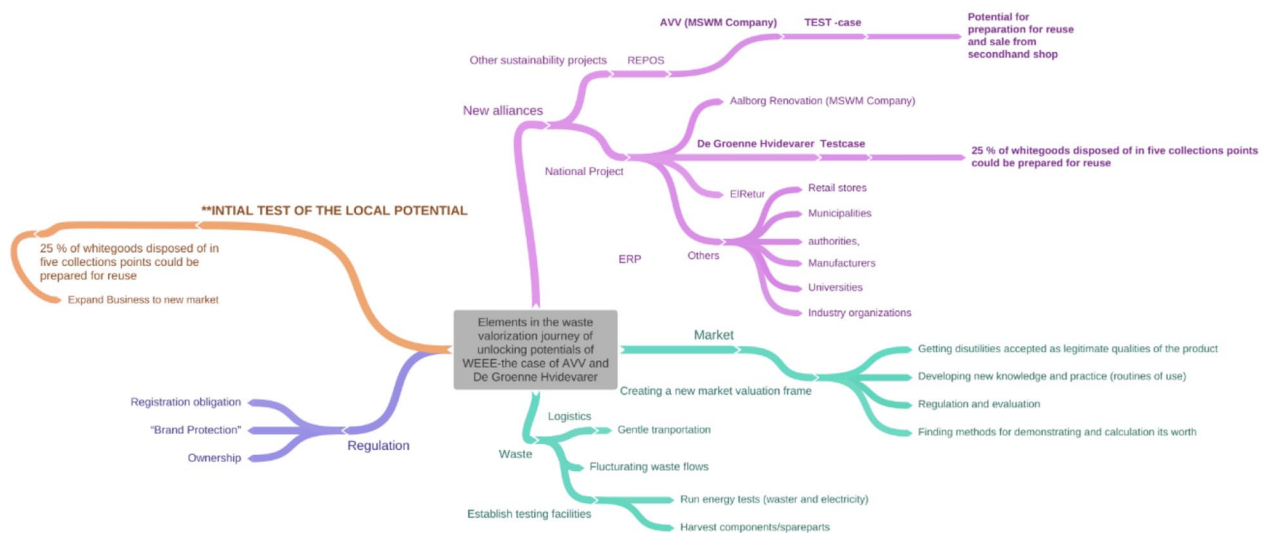 AVV (MSWM Company)
TEST -case
Potential for
preparation for reuse
and sale from
secondhand shop
Other sustainability projects
REPOS
New alliances
Aalborg Renovation (MSWM Company)
De Groenne Hvidevarer Testcase
25 % of whitegoods disposed of in five collections points
could be prepared for reuse
National Project
ElRetur
Retail stores
Municipalities
authorities,
Manufacturers
Universities
Industry organizations
Others
ERP
**INTIAL TEST OF THE LOCAL POTENTIAL
25 % of whitegoods disposed of in
five collections points could be
prepared for reuse
Expand Business to new market
Elements in the waste
valorization journey of
unlocking potentials of
WEEE-the case of AVV and
De Groenne Hvidevarer
Market
Creating a new market valuation frame
Getting disutilities accepted as legitimate qualities of the product
Developing new knowledge and practice (routines of use)
Regulation and evaluation
Finding methods for demonstrating and calculation its worth
Registration obligation
"Brand Protection"
Ownership
Regulation
Logistics
Gentle tranportation
Waste
Flucturating waste flows
Establish testing facilities
Run energy tests (waster and electricity)
Harvest components/spareparts